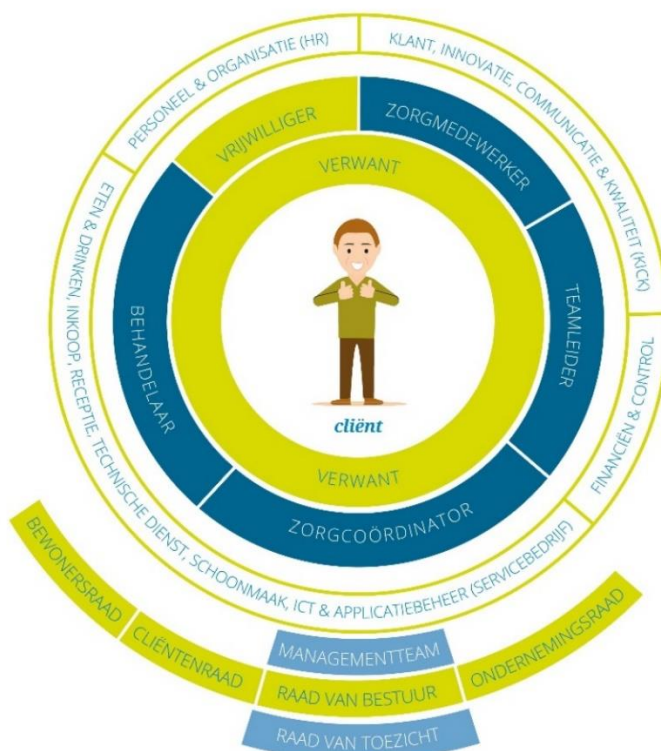 PERSONEEL & ORGANISATIE (HR)
KLANT, INNOVATIE, COMMUNICATIE & KWALITEIT (KICK)
FINANCIËN & CONTROL
ETEN & DRINKEN, INKOOP, RECEPTIE, TECHNISCHE DIENST, SCHOONMAAK, ICT & APPLICATIEBEHEER (SERVICEBEDRIJF)
VRIJWILLIGER
ZORGMEDEWERKER
TEAMLEIDER
ZORGCOÖRDINATOR
BEHANDELAAR
VERWANT
cliënt
VERWANT
BEWONERSRAAD
CLIËNTENRAAD
MANAGEMENTTEAM
RAAD VAN BESTUUR
RAAD VAN TOEZICHT
ONDERNEMINGSRAAD